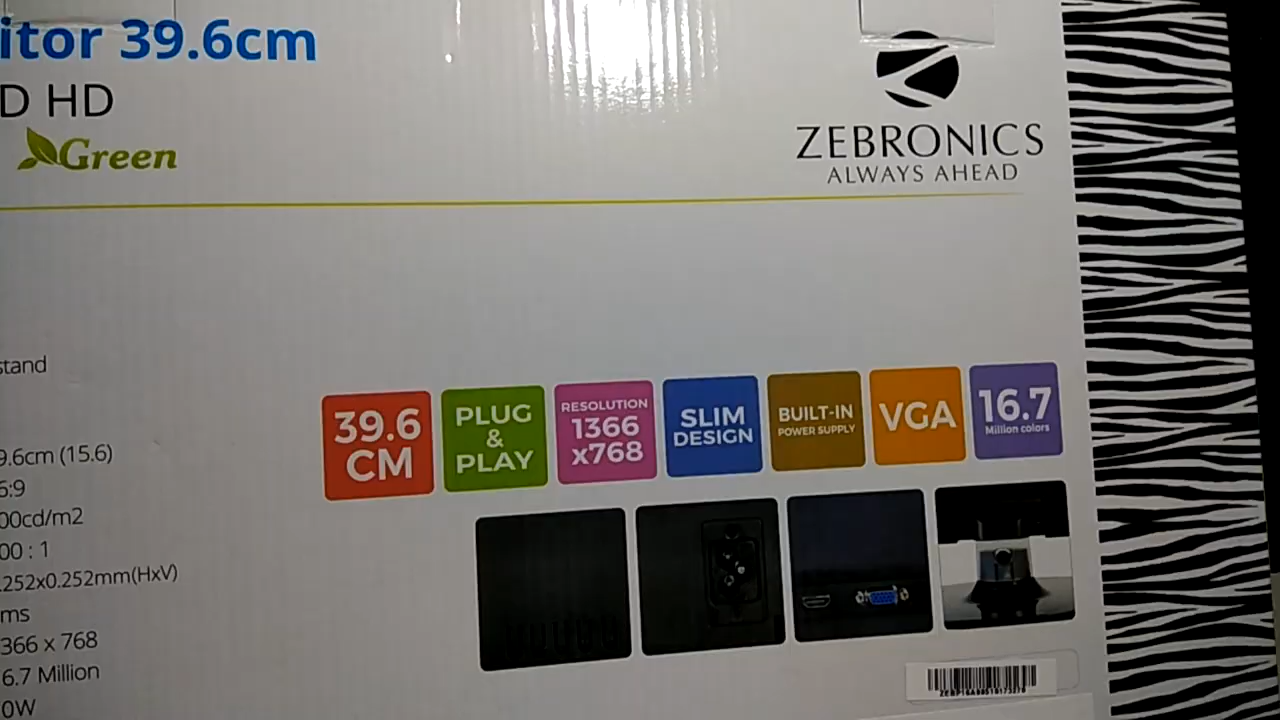 itor 39.6cm
D HD
Green
ZEBRONICS
ALWAYS AHEAD
stand
39.6
CM
PLUG
&
PLAY
RESOLUTION
1366
x768
SLIM
DESIGN
BUILT-IN
POWER SUPPLY
VGA
16.7
Million colors
9.6cm (15.6)
6:9
00cd/m2
00 : 1
.252x0.252mm(HxV)
ms
366 x 768
6.7 Million
0W